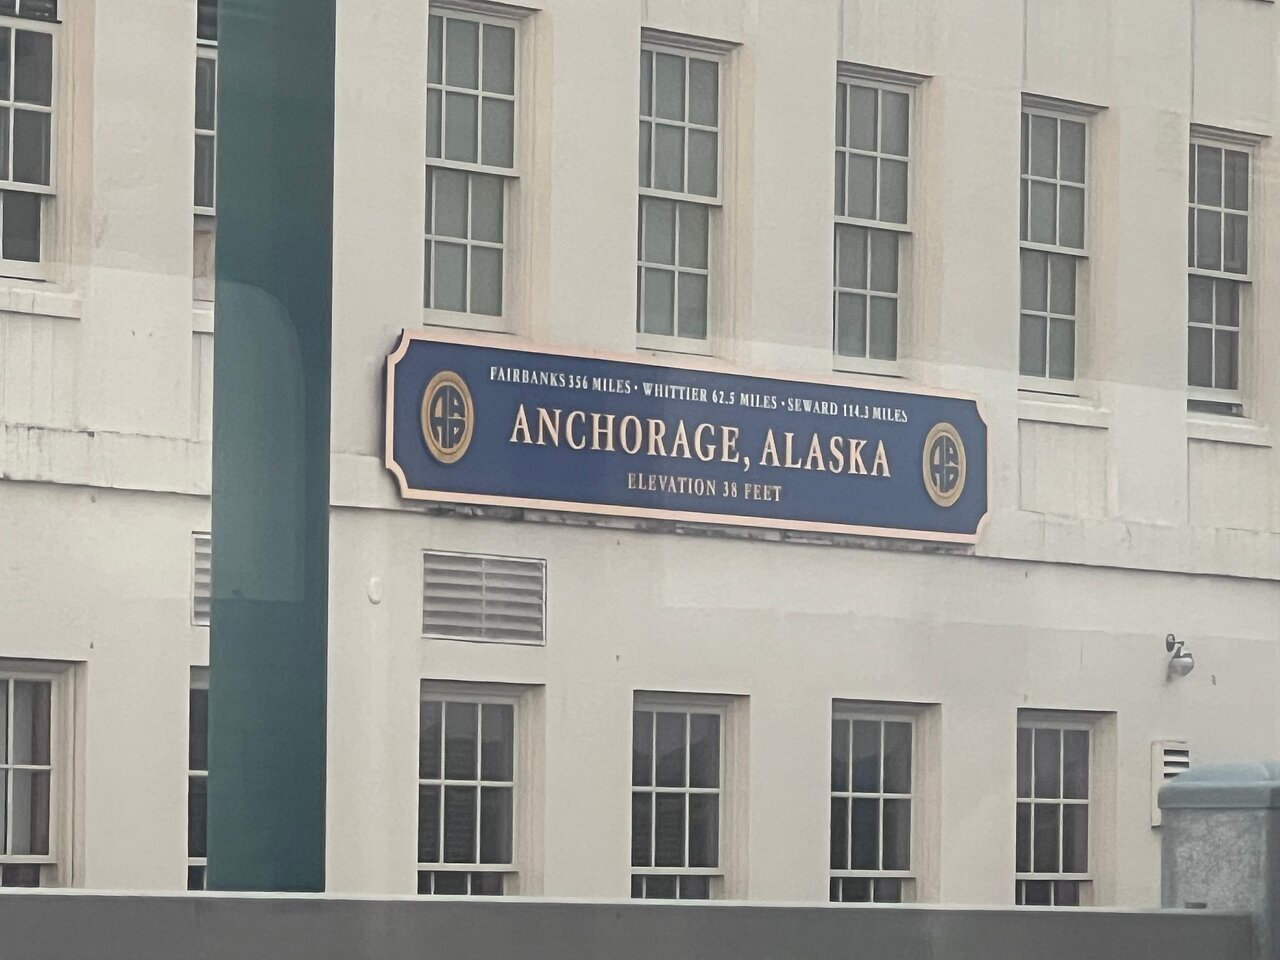 FAIRBANKS 356 MILES · WHITTIER 62.5 MILES · SEWARD 114.3 MILES
ANCHORAGE, ALASKA
ELEVATION 38 FEET